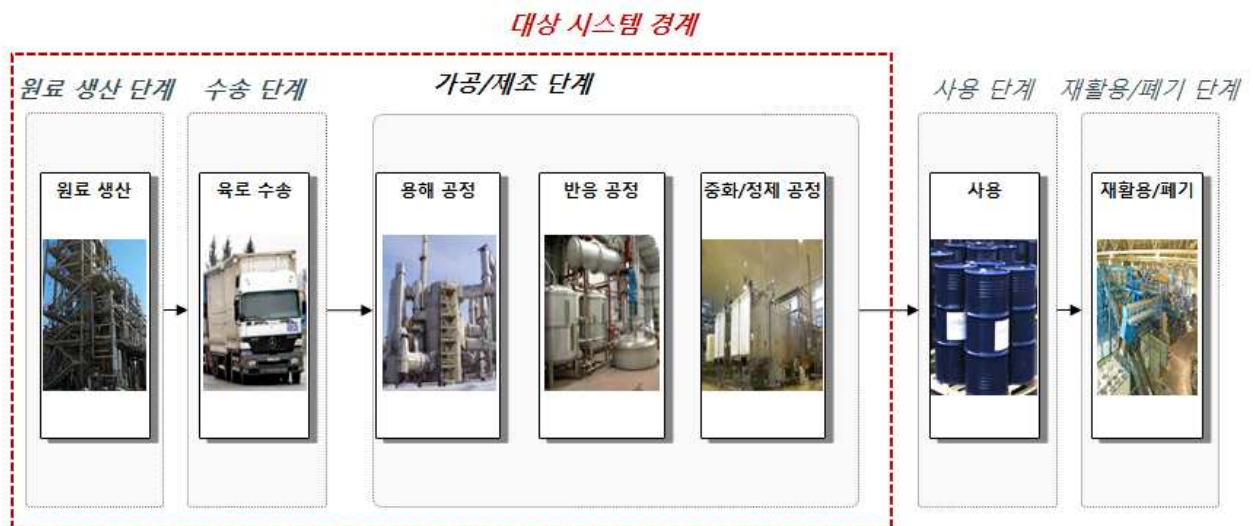 대상 시스템 경계
원료 생산 단계
수송 단계
가공/제조 단계
사용 단계
재활용/폐기 단계
원료 생산
육로 수송
용해 공정
반응 공정
중화/정제 공정
사용
재활용/폐기